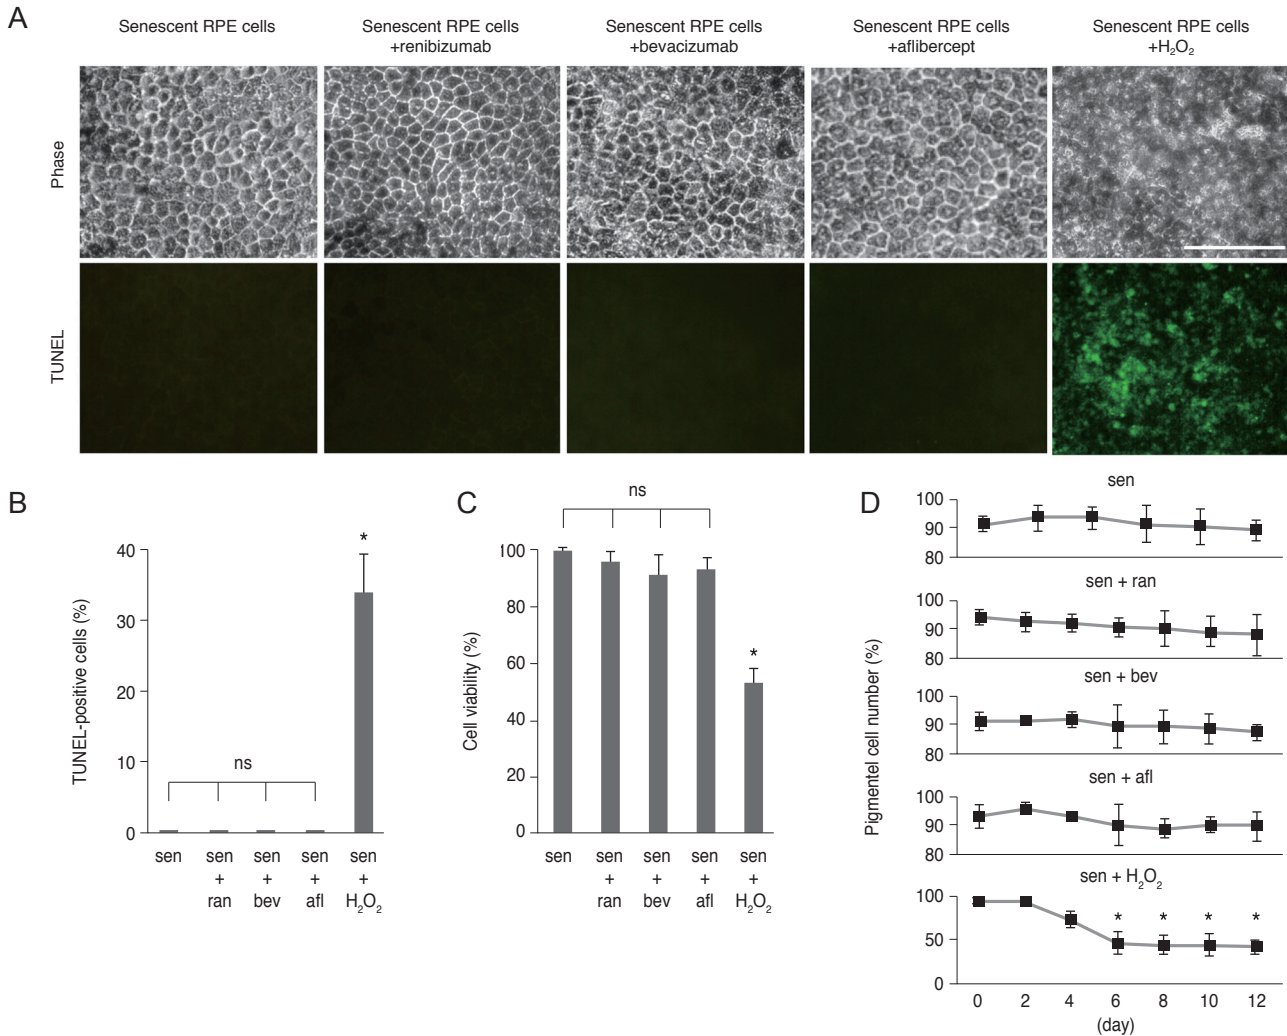 A
Senescent RPE cells
Senescent RPE cells
+renibizumab
Senescent RPE cells
+bevacizumab
Senescent RPE cells
+aflibercept
Senescent RPE cells
+H₂O₂
Phase
TUNEL
B
TUNEL-positive cells (%)
40
30
20
10
0
ns
*
sen
sen + ran
sen + bev
sen + afl
sen + H₂O₂
C
Cell viability (%)
100
80
60
40
100
20
0
ns
*
sen
sen + ran
sen + bev
sen + afl
sen + H₂O₂
D
Pigmentel cell number (%)
sen
100
90
80
sen + ran
100
90
80
sen + bev
100
90
80
sen + afl
100
90
80
sen + H₂O₂
100
50
0
* * * *
0 2 4 6 8 10 12
(day)